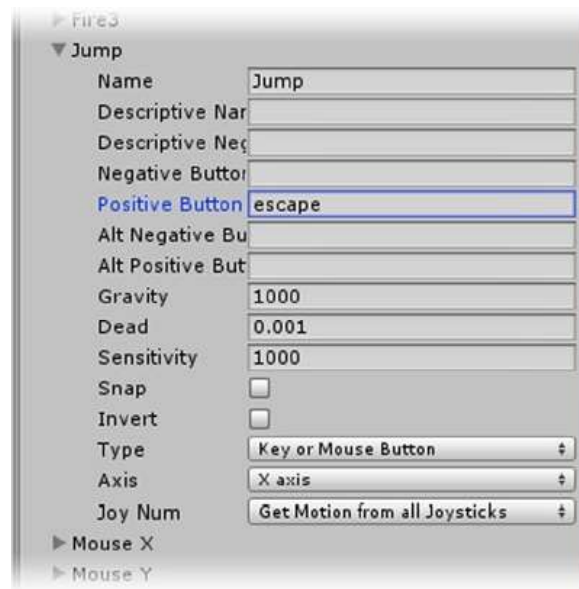 Fire3
Jump
Name Jump
Descriptive Nar
Descriptive Neg
Negative Buttor
Positive Button escape
Alt Negative Bu
Alt Positive But
Gravity 1000
Dead 0.001
Sensitivity 1000
Snap
Invert
Type Key or Mouse Button
Axis X axis
Joy Num Get Motion from all Joysticks
Mouse X
Mouse Y